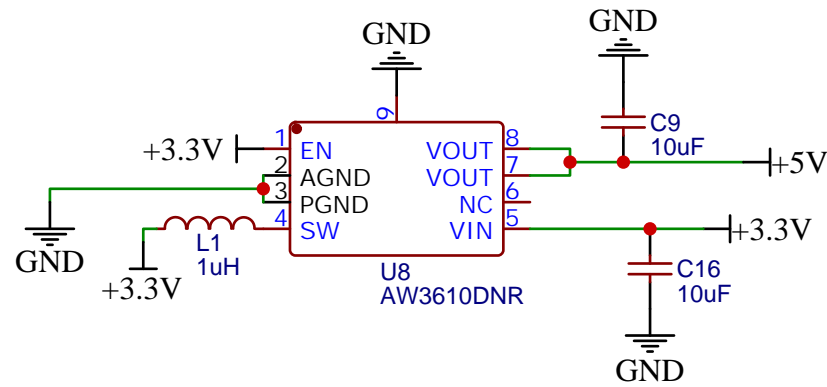 GND
GND
9
C9
10uF
+3.3V
1
EN
VOUT
8
+5V
2
AGND
VOUT
7
3
PGND
NC
6
4
SW
VIN
5
+3.3V
GND
L1
1uH
+3.3V
U8
AW3610DNR
C16
10uF
GND